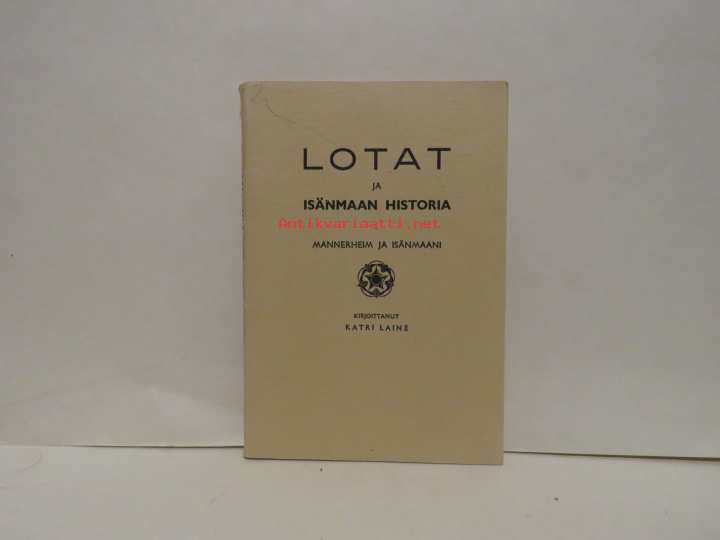 LOTAT
JA
ISÄNMAAN HISTORIA
Antikvariaatti.net
MANNERHEIM JA ISÄNMAANI
KIRJOITTANUT
KATRI LAINE